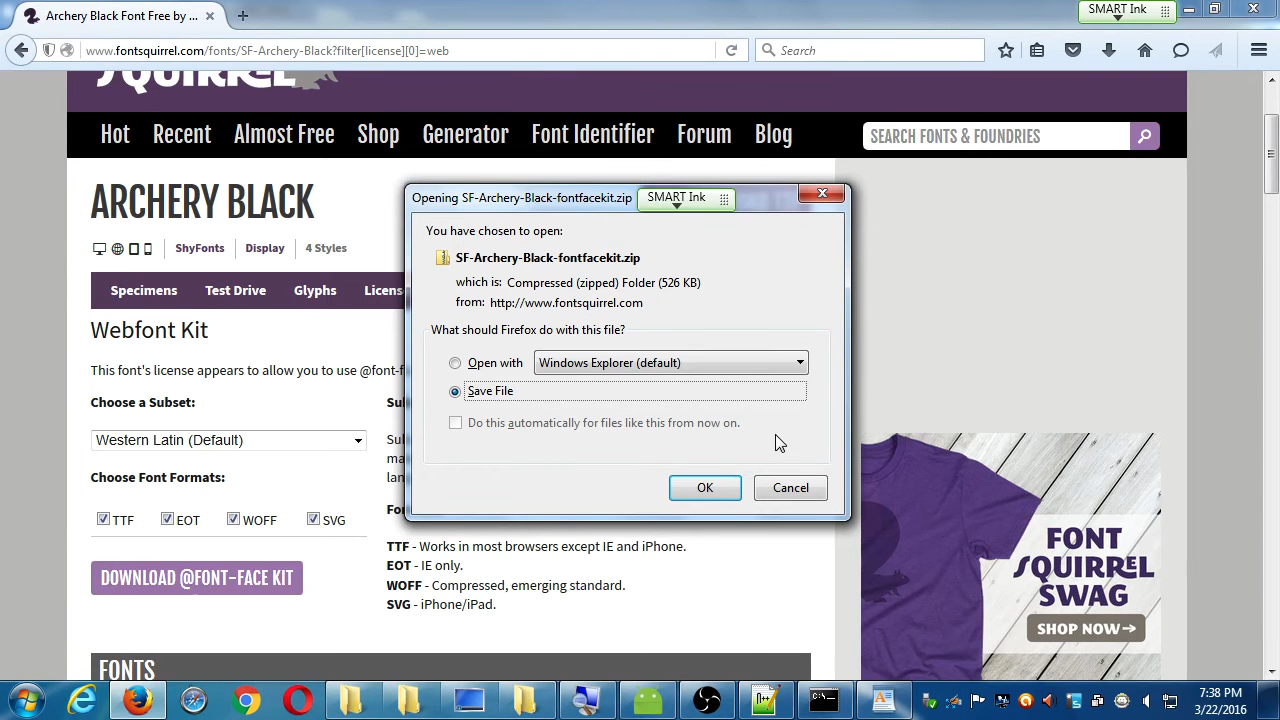 Archery Black Font Free by ...
SMART Ink
www.fontsquirrel.com/fonts/SF-Archery-Black?filter[license][0]=web
Search
SQUIRREL
Hot Recent Almost Free Shop Generator Font Identifier Forum Blog
SEARCH FONTS & FOUNDRIES
ARCHERY BLACK
ShyFonts Display 4 Styles
Specimens Test Drive Glyphs Licens
Webfont Kit
This font's license appears to allow you to use @font-f
Choose a Subset:
Western Latin (Default)
Choose Font Formats:
TTF EOT WOFF SVG
DOWNLOAD @FONT-FACE KIT
Opening SF-Archery-Black-fontfacekit.zip
SMART Ink
You have chosen to open:
SF-Archery-Black-fontfacekit.zip
which is: Compressed (zipped) Folder (526 KB)
from: http://www.fontsquirrel.com
What should Firefox do with this file?
Open with Windows Explorer (default)
Save File
Do this automatically for files like this from now on.
OK Cancel
TTF - Works in most browsers except IE and iPhone.
EOT - IE only.
WOFF - Compressed, emerging standard.
SVG - iPhone/iPad.
FONTS
FONT
SQUIRREL
SWAG
SHOP NOW→
7:38 PM
3/22/2016